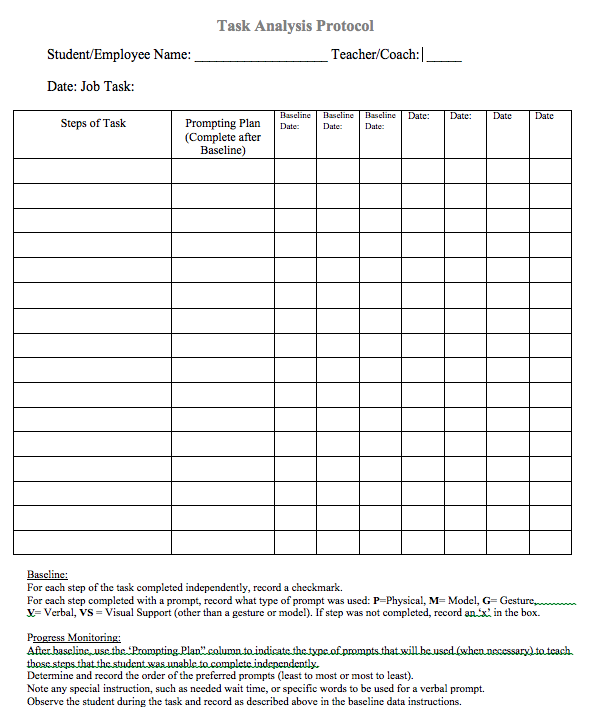 Task Analysis Protocol
Student/Employee Name: ___________________ Teacher/Coach: _____
Date: Job Task:
Steps of Task
Prompting Plan
(Complete after
Baseline)
Baseline
Date:
Baseline
Date:
Baseline
Date:
Date:
Date:
Date
Date
Baseline:
For each step of the task completed independently, record a checkmark.
For each step completed with a prompt, record what type of prompt was used: P=Physical, M= Model, G= Gesture,
V= Verbal, VS = Visual Support (other than a gesture or model). If step was not completed, record an ‘x’ in the box.
Progress Monitoring:
After baseline, use the ‘Prompting Plan” column to indicate the type of prompts that will be used (when necessary) to teach
those steps that the student was unable to complete independently.
Determine and record the order of the preferred prompts (least to most or most to least).
Note any special instruction, such as needed wait time, or specific words to be used for a verbal prompt.
Observe the student during the task and record as described above in the baseline data instructions.